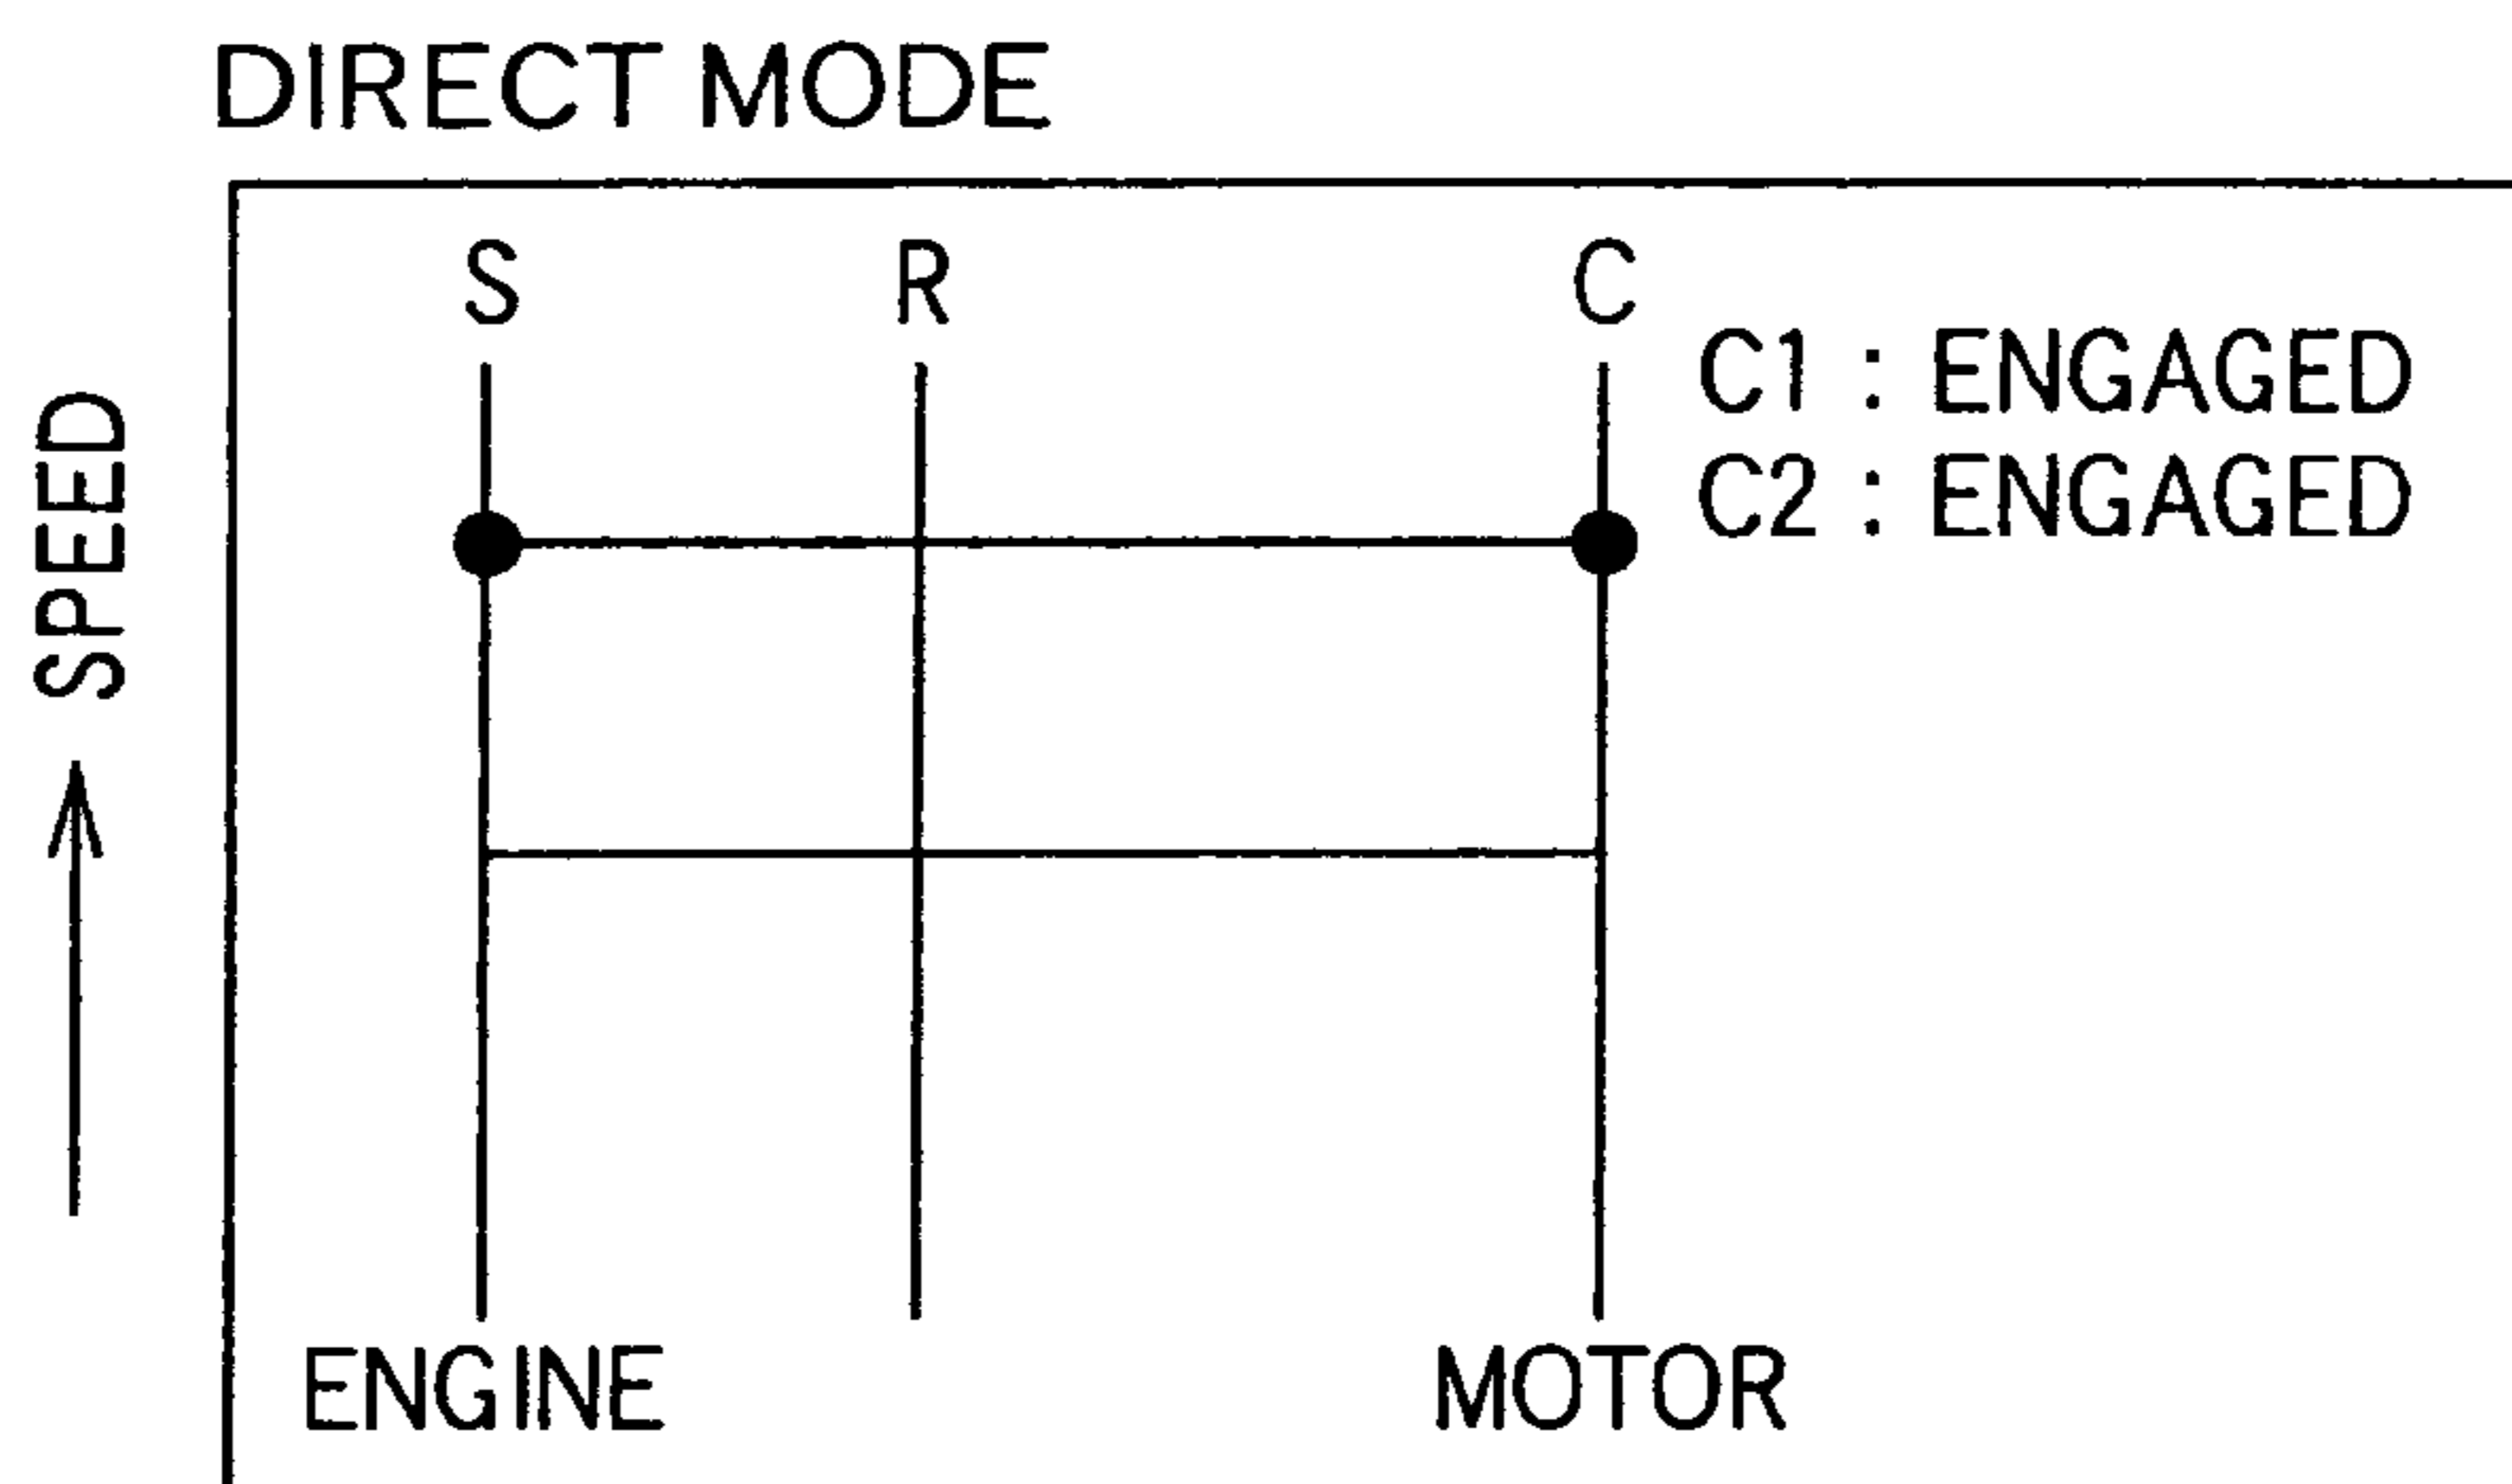 DIRECT MODE
S R C
C1 : ENGAGED
C2 : ENGAGED
SPEED
ENGINE MOTOR